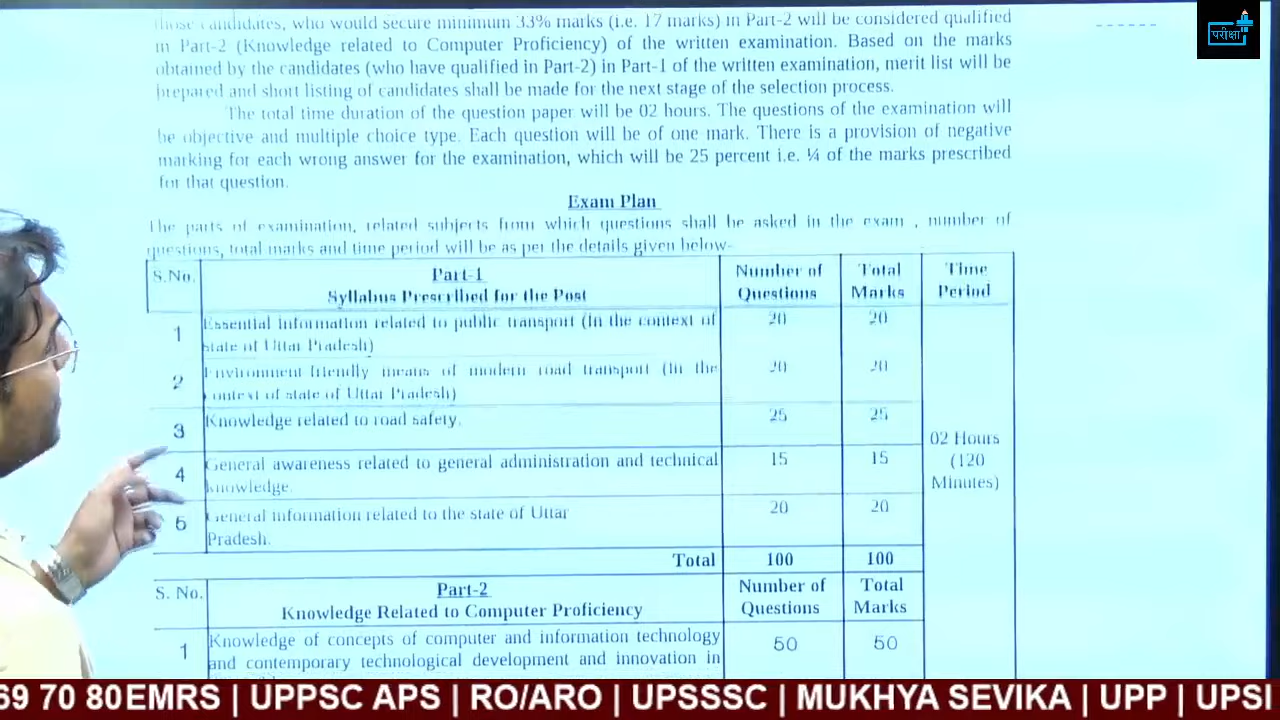 those candidates, who would secure minimum 33% marks (i.e. 17 marks) in Part-2 will be considered qualified
in Part-2 (Knowledge related to Computer Proficiency) of the written examination. Based on the marks
obtained by the candidates (who have qualified in Part-2) in Part-1 of the written examination, merit list will be
prepared and short listing of candidates shall be made for the next stage of the selection process.
The total time duration of the question paper will be 02 hours. The questions of the examination will
be objective and multiple choice type. Each question will be of one mark. There is a provision of negative
marking for each wrong answer for the examination, which will be 25 percent i.e. ¼ of the marks prescribed
for that question.
Exam Plan
The parts of examination, related subjects from which questions shall be asked in the exam , number of
questions, total marks and time period will be as per the details given below-
S.No. Part-1 Number of Total Time
Syllabus Prescribed for the Post Questions Marks Period
1 Essential information related to public transport (In the context of 20 20
state of Uttar Pradesh)
2 Environment-friendly means of modern road transport (In the 20 20
context of state of Uttar Pradesh)
3 Knowledge related to road safety. 25 25
02 Hours
(120
Minutes)
4 General awareness related to general administration and technical 15 15
knowledge.
5 General information related to the state of Uttar 20 20
Pradesh.
Total 100 100
S. No. Part-2 Number of Total
Knowledge Related to Computer Proficiency Questions Marks
1 Knowledge of concepts of computer and information technology 50 50
and contemporary technological development and innovation in
परीक्षा
69 70 80EMRS | UPPSC APS | RO/ARO | UPSSSC | MUKHYA SEVIKA | UPP | UPSI